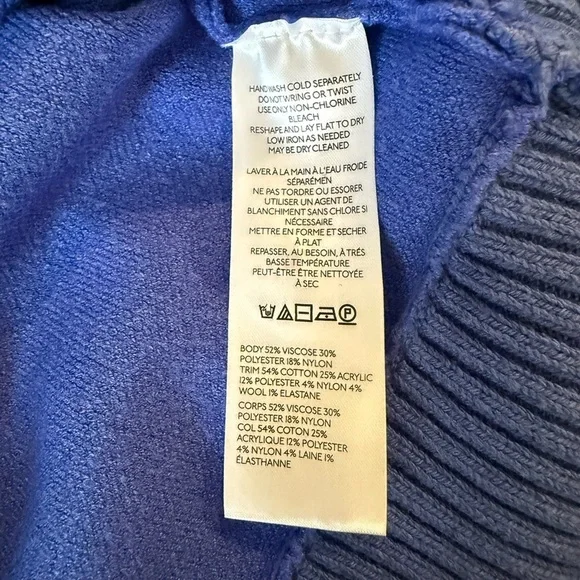 HAND WASH COLD SEPARATELY
DO NOT WRING OR TWIST
USE ONLY NON-CHLORINE
BLEACH
RESHAPE AND LAY FLAT TO DRY
LOW IRON AS NEEDED
MAY BE DRY CLEANED
LAVER À LA MAIN À L'EAU FROIDE
SÉPARÉMEN
NE PAS TORDRE OU ESSORER
UTILISER UN AGENT DE
BLANCHIMENT SANS CHLORE SI
NÉCESSAIRE
METTRE EN FORME ET SECHER
À PLAT
REPASSER, AU BESOIN, À TRÉS
BASSE TEMPÉRATURE
PEUT-ÊTRE ÊTRE NETTOYÉE
À SEC
P
BODY 52% VISCOSE 30%
POLYESTER 18% NYLON
TRIM 54% COTTON 25% ACRYLIC
12% POLYESTER 4% NYLON 4%
WOOL 1% ELASTANE
CORPS 52% VISCOSE 30%
POLYESTER 18% NYLON
COL 54% COTON 25%
ACRYLIQUE 12% POLYESTER
4% NYLON 4% LAINE 1%
ÉLASTHANNE